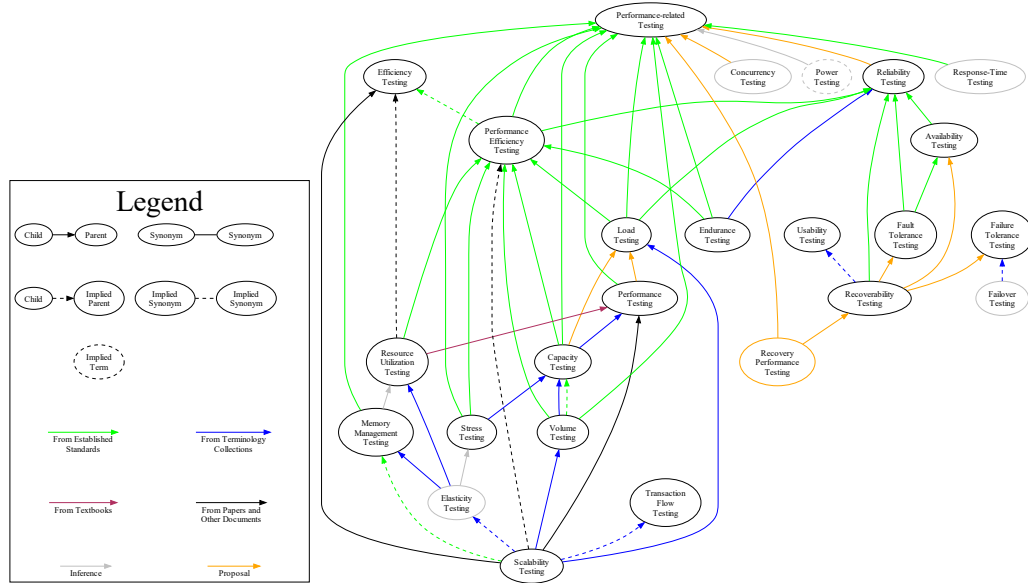 Performance-related
Testing
Efficiency
Testing
Concurrency
Testing
Power
Testing
Reliability
Testing
Response-Time
Testing
Performance
Efficiency
Testing
Availability
Testing
Legend
Child
Parent
Synonym
Synonym
Child
Implied
Parent
Implied
Synonym
Implied
Synonym
Implied
Term
From Established
Standards
From Terminology
Collections
From Textbooks
From Papers and
Other Documents
Inference
Proposal
Load
Testing
Endurance
Testing
Usability
Testing
Fault
Tolerance
Testing
Failure
Tolerance
Testing
Performance
Testing
Recoverability
Testing
Failover
Testing
Resource
Utilization
Testing
Capacity
Testing
Recovery
Performance
Testing
Memory
Management
Testing
Stress
Testing
Volume
Testing
Elasticity
Testing
Transaction
Flow
Testing
Scalability
Testing